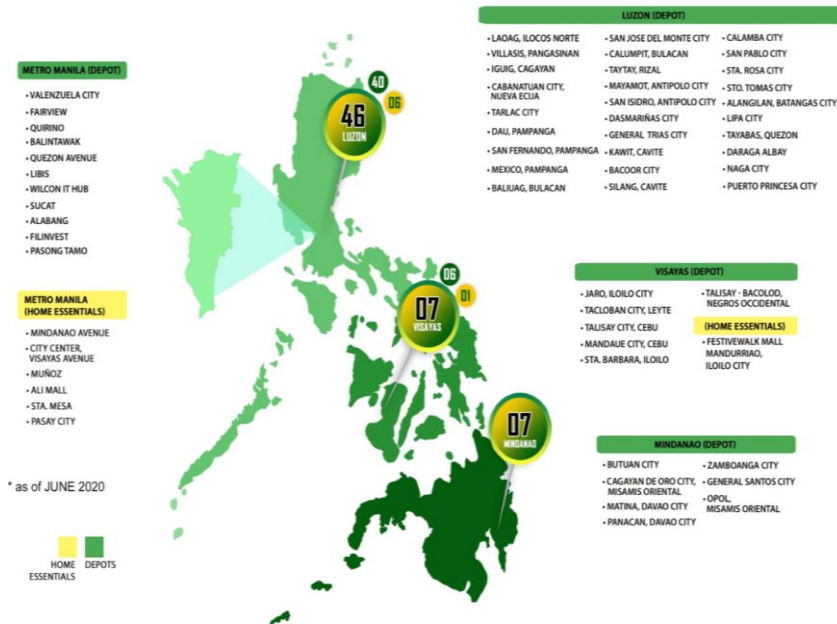 METRO MANILA (DEPOT)
• VALENZUELA CITY
• FAIRVIEW
• QUIRINO
• BALINTAWAK
• QUEZON AVENUE
• LIBIS
• WILCON IT HUB
• SUCAT
• ALABANG
• FILINVEST
• PASONG TAMO
METRO MANILA
(HOME ESSENTIALS)
• MINDANAO AVENUE
• CITY CENTER,
VISAYAS AVENUE
• MUÑOZ
• ALI MALL
• STA. MESA
• PASAY CITY
* as of JUNE 2020
HOME
ESSENTIALS
DEPOTS
40
06
46
LUZON
06
01
07
VISAYAS
07
MINDANAO
LUZON (DEPOT)
• LAOAG, ILOCOS NORTE
• VILLASIS, PANGASINAN
• IGUIG, CAGAYAN
• CABANATUAN CITY,
NUEVA ECIJA
• TARLAC CITY
• DAU, PAMPANGA
• SAN FERNANDO, PAMPANGA
• MEXICO, PAMPANGA
• BALIUAG, BULACAN
• SAN JOSE DEL MONTE CITY
• CALUMPIT, BULACAN
• TAYTAY, RIZAL
• MAYAMOT, ANTIPOLO CITY
• SAN ISIDRO, ANTIPOLO CITY
• DASMARIÑAS CITY
• GENERAL TRIAS CITY
• KAWIT, CAVITE
• BACOOR CITY
• SILANG, CAVITE
• CALAMBA CITY
• SAN PABLO CITY
• STA. ROSA CITY
• STO. TOMAS CITY
• ALANGILAN, BATANGAS CITY
• LIPA CITY
• TAYABAS, QUEZON
• DARAGA ALBAY
• NAGA CITY
• PUERTO PRINCESA CITY
VISAYAS (DEPOT)
• JARO, ILOILO CITY
• TACLOBAN CITY, LEYTE
• TALISAY CITY, CEBU
• MANDAUE CITY, CEBU
• STA. BARBARA, ILOILO
• TALISAY - BACOLOD,
NEGROS OCCIDENTAL
(HOME ESSENTIALS)
• FESTIVEWALK MALL
MANDURRIAO,
ILOILO CITY
MINDANAO (DEPOT)
• BUTUAN CITY
• CAGAYAN DE ORO CITY,
MISAMIS ORIENTAL
• MATINA, DAVAO CITY
• PANACAN, DAVAO CITY
• ZAMBOANGA CITY
• GENERAL SANTOS CITY
• OPOL,
MISAMIS ORIENTAL